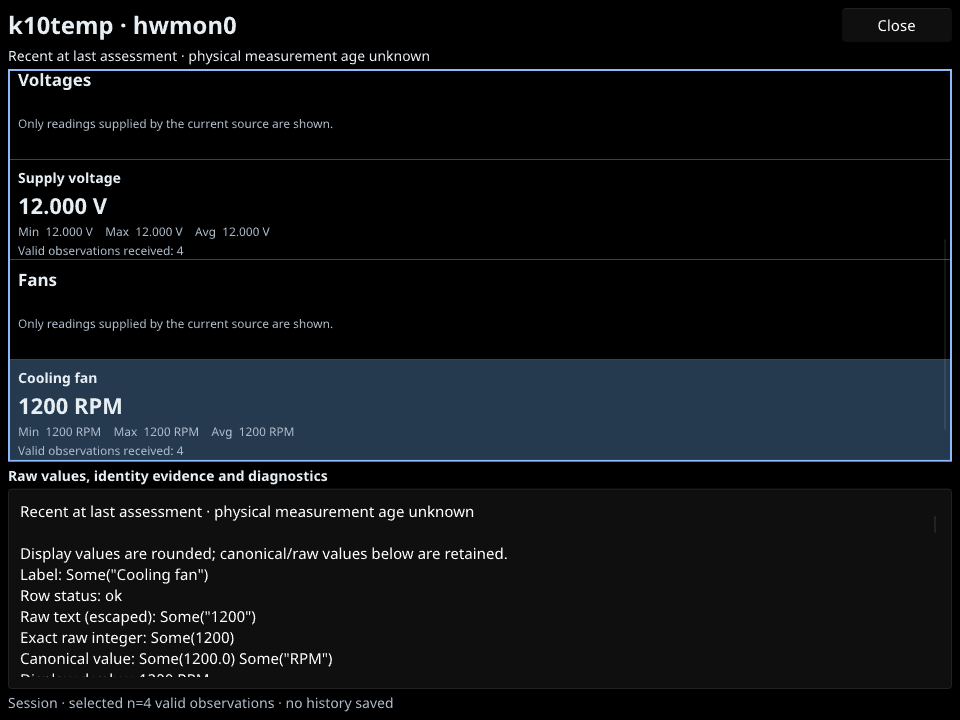 k10temp · hwmon0
Close
Recent at last assessment · physical measurement age unknown
Voltages
Only readings supplied by the current source are shown.
Supply voltage
12.000 V
Min 12.000 V Max 12.000 V Avg 12.000 V
Valid observations received: 4
Fans
Only readings supplied by the current source are shown.
Cooling fan
1200 RPM
Min 1200 RPM Max 1200 RPM Avg 1200 RPM
Valid observations received: 4
Raw values, identity evidence and diagnostics
Recent at last assessment · physical measurement age unknown
Display values are rounded; canonical/raw values below are retained.
Label: Some("Cooling fan")
Row status: ok
Raw text (escaped): Some("1200")
Exact raw integer: Some(1200)
Canonical value: Some(1200.0) Some("RPM")
Session · selected n=4 valid observations · no history saved